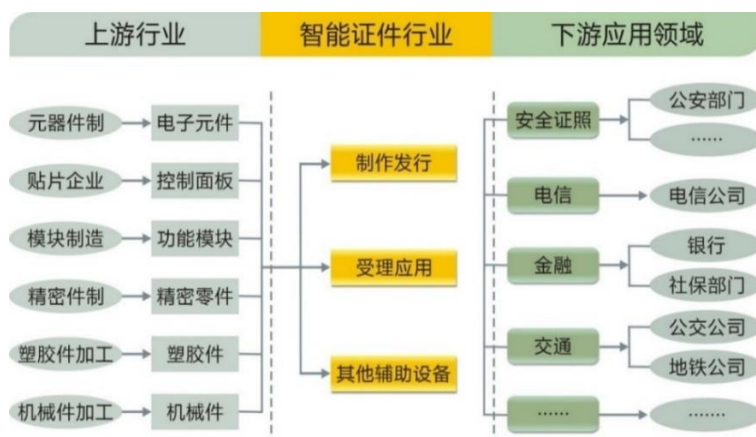 上游行业
智能证件行业
下游应用领域
元器件制
电子元件
贴片企业
控制面板
模块制造
功能模块
精密件制
精密零件
塑胶件加工
塑胶件
机械件加工
机械件
制作发行
受理应用
其他辅助设备
安全证照
公安部门
……
电信
电信公司
金融
银行
社保部门
交通
公交公司
地铁公司
……
……